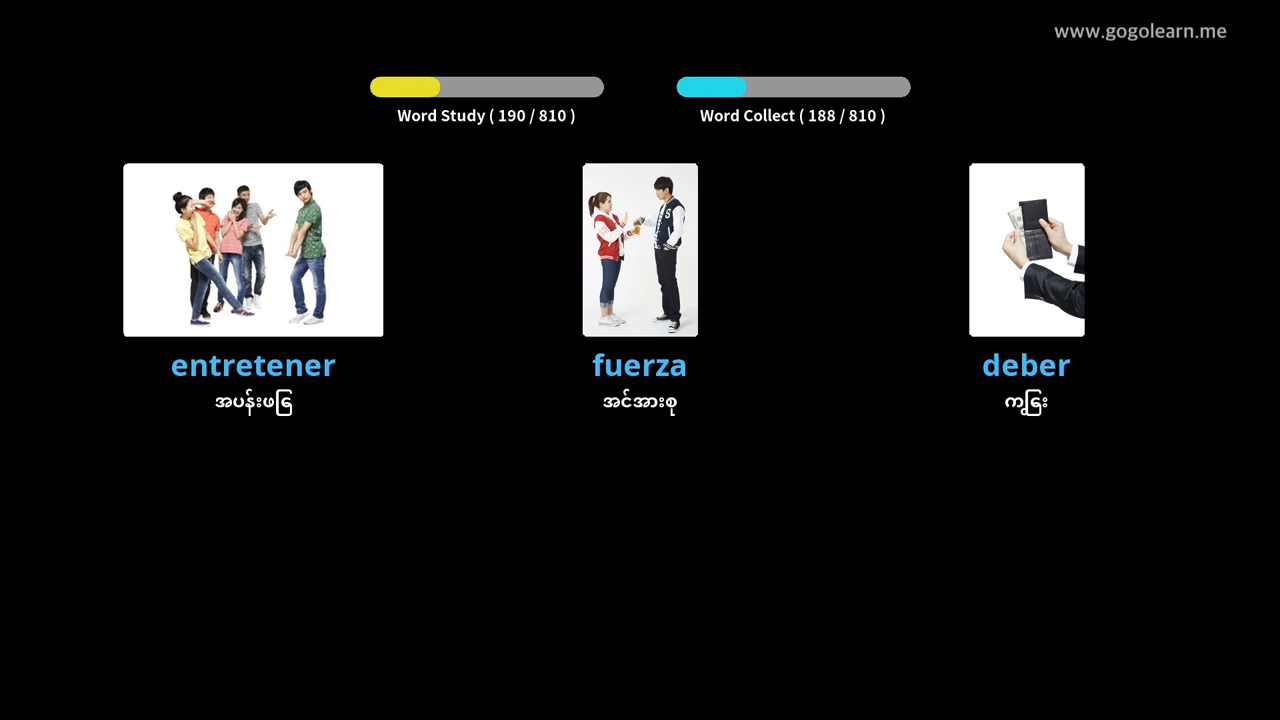 www.gogolearn.me
Word Study ( 190 / 810 )
Word Collect ( 188 / 810 )
entretener
အပန်းဖြေ
fuerza
အင်အားစု
deber
ကြွေး